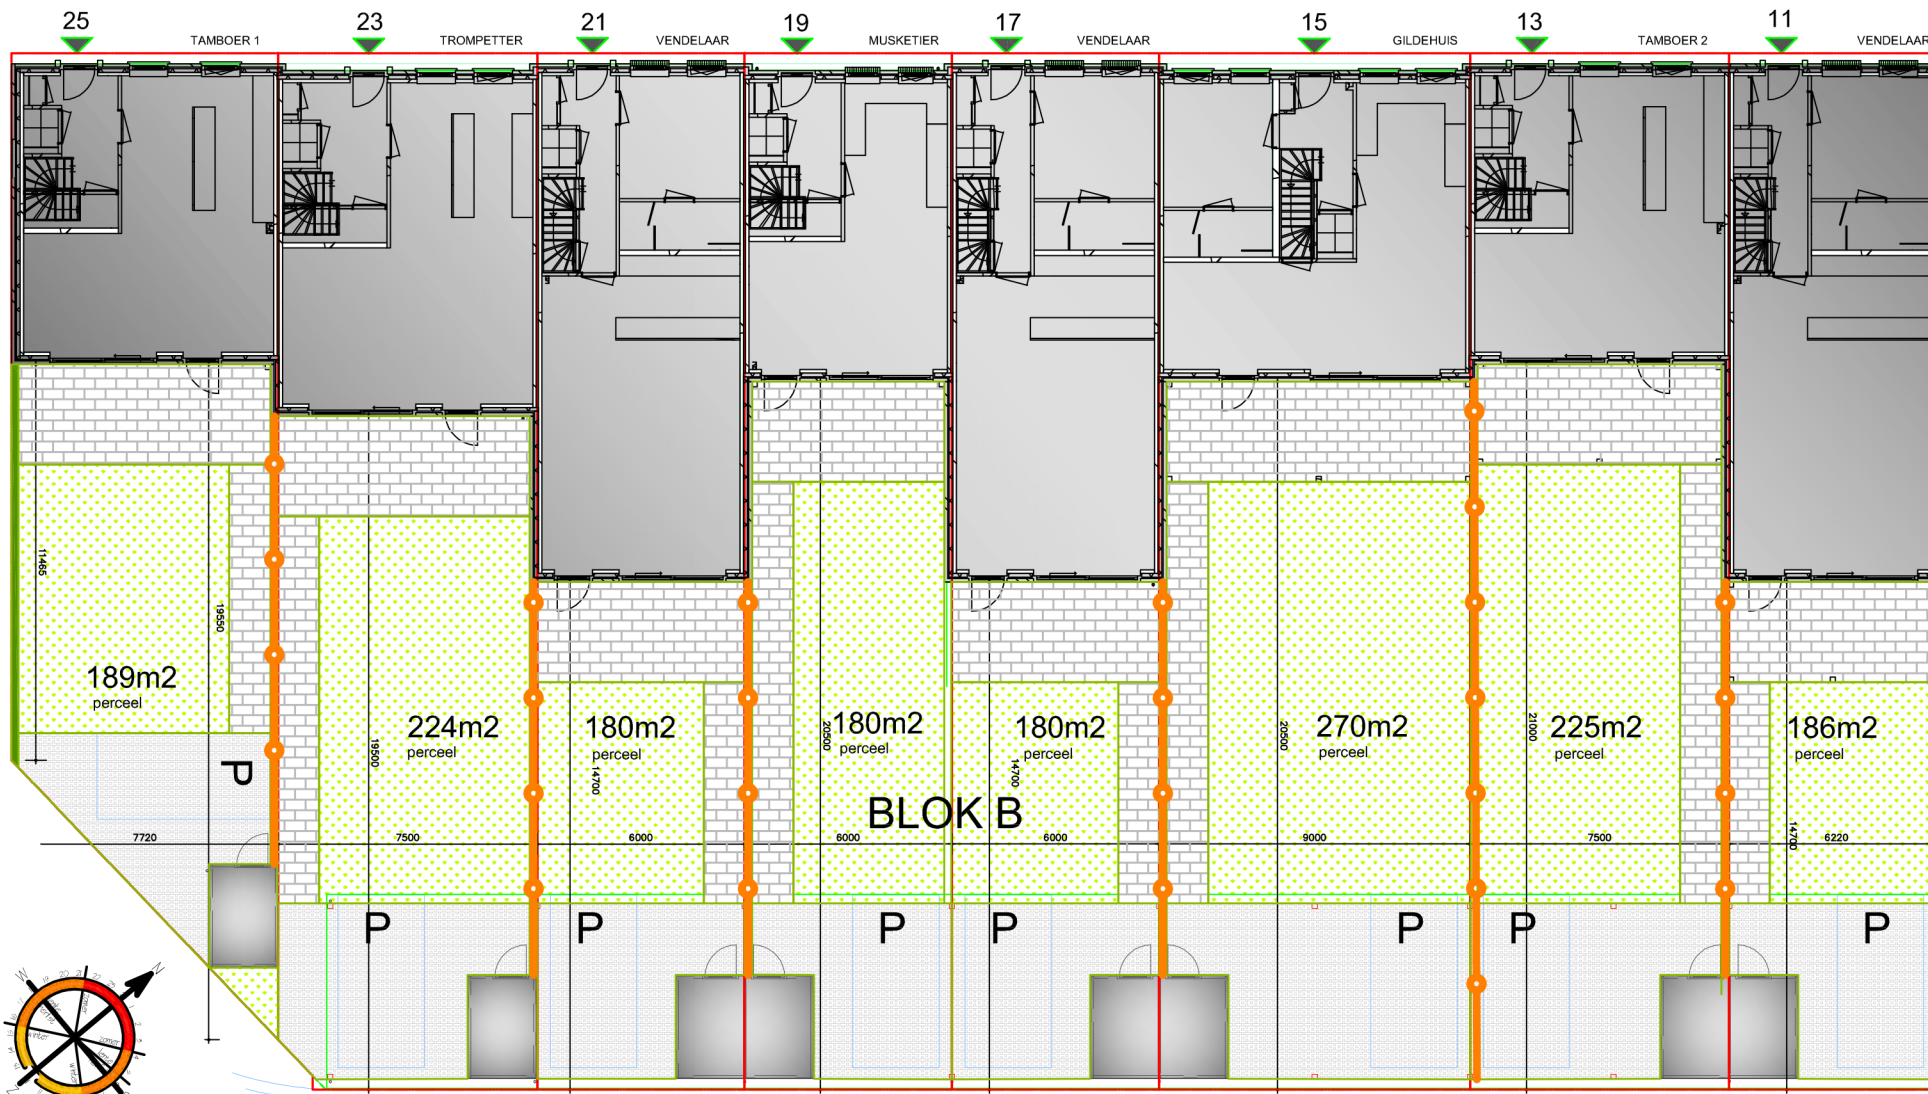 25 23 21 19 17 15 13 11
TAMBOER 1 TROMPETTER VENDELAAR MUSKETIER VENDELAAR GILDEHUIS TAMBOER 2 VENDELAAR
11465
19550
189m2
perceel
224m2
perceel
180m2
perceel
180m2
perceel
180m2
perceel
270m2
perceel
225m2
perceel
186m2
perceel
19500
14700
20500
14700
20500
21000
14700
P
BLOK B
7720 7500 6000 6000 6000 9000 7500 6220
P P P P P P P
N
W
Z
winter
zomer